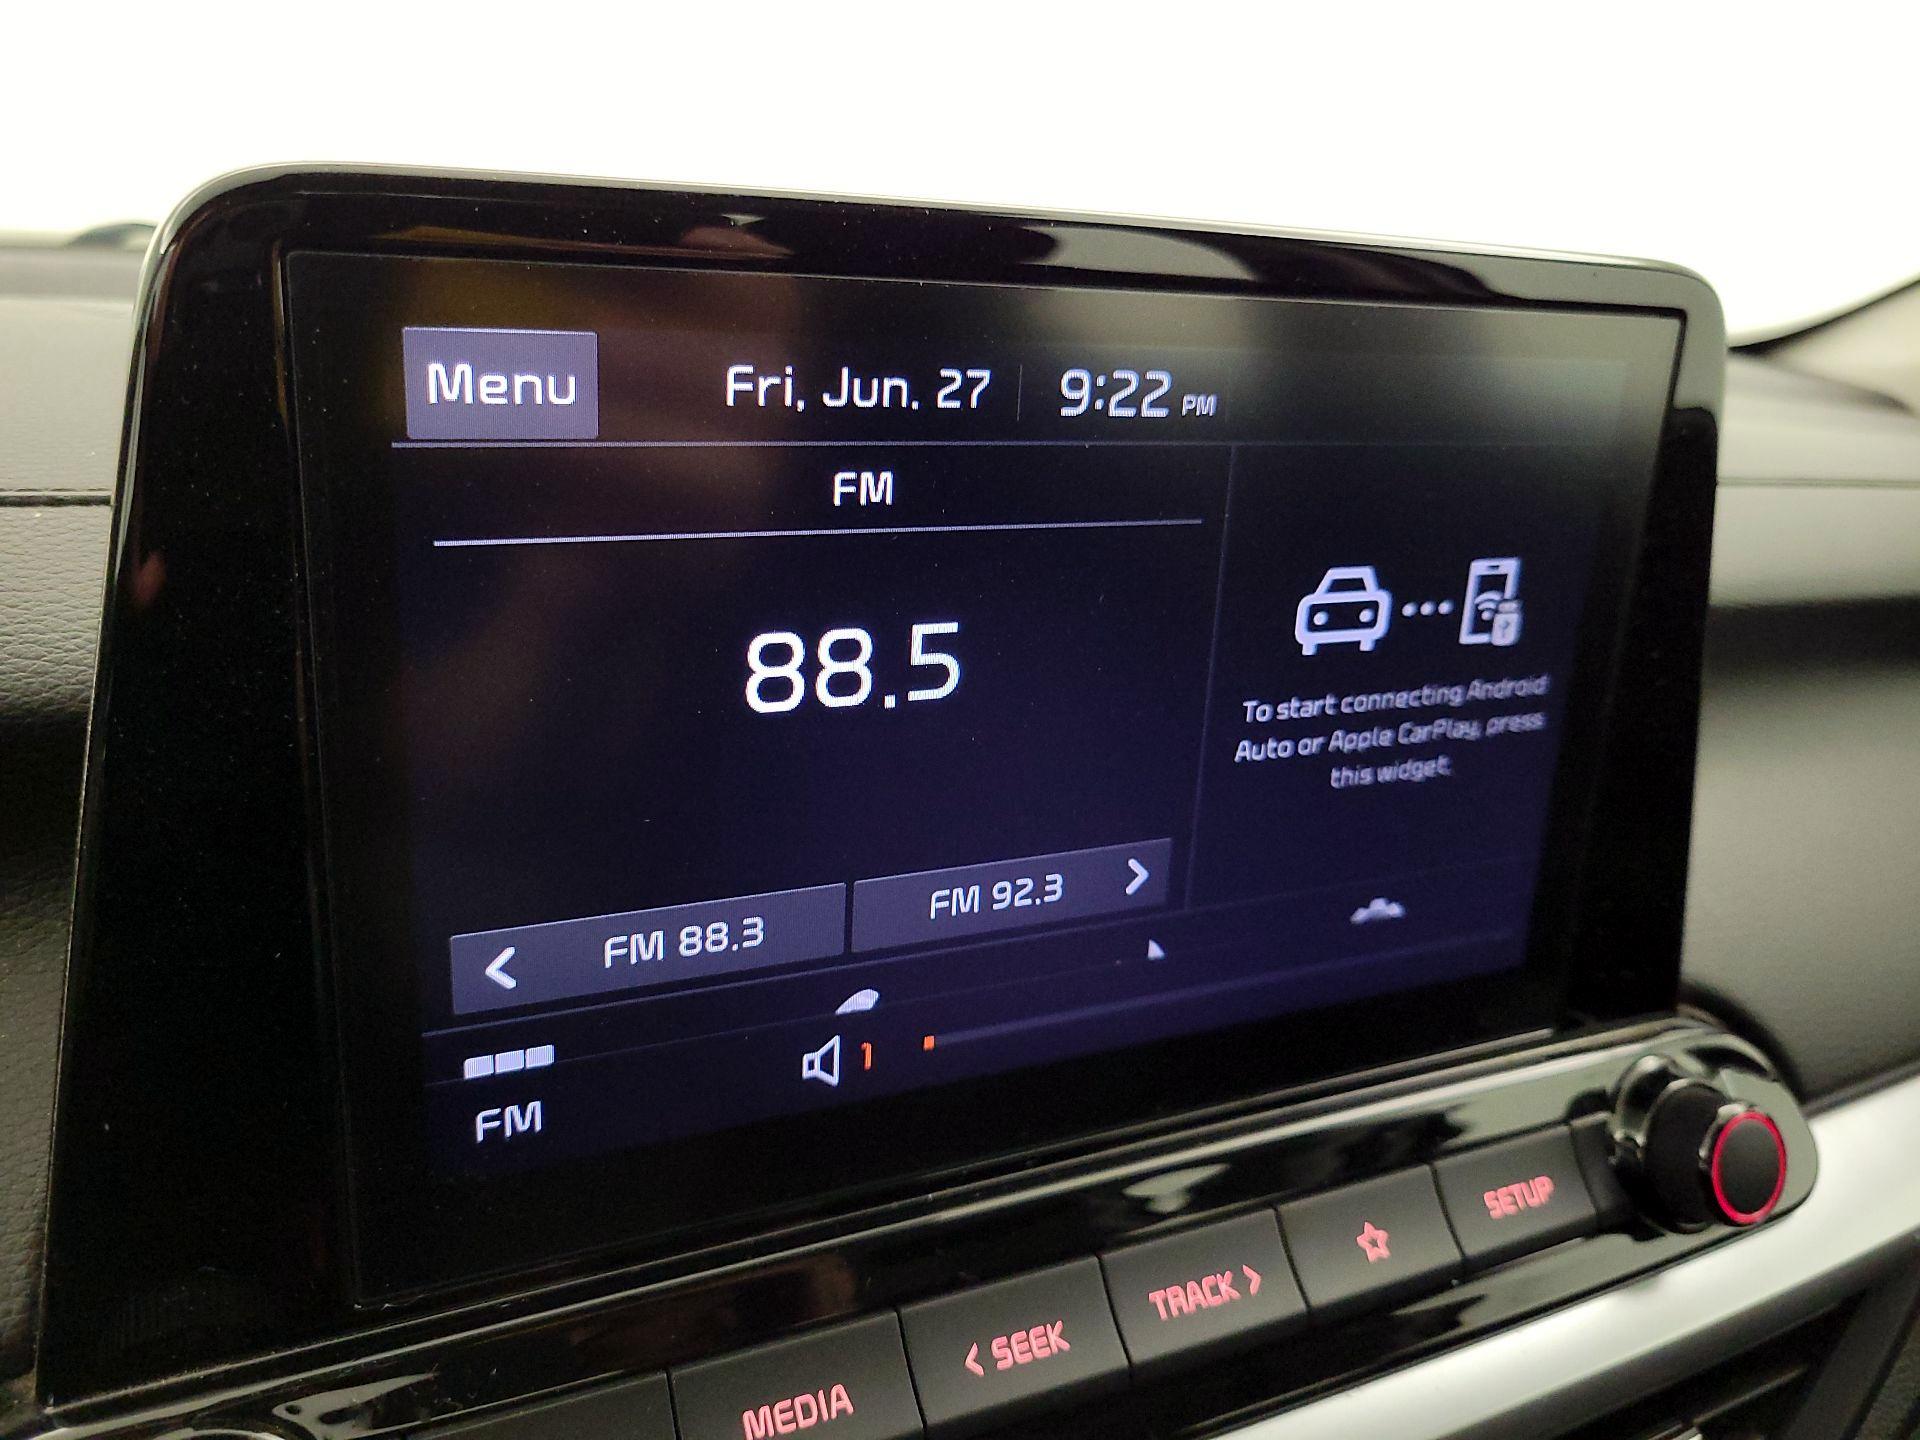 Menu
Fri, Jun. 27
9:22 PM
FM
88.5
To start connecting Android
Auto or Apple CarPlay, press
this widget.
< FM 88.3
FM 92.3 >
1
FM
MEDIA
< SEEK
TRACK >
SETUP